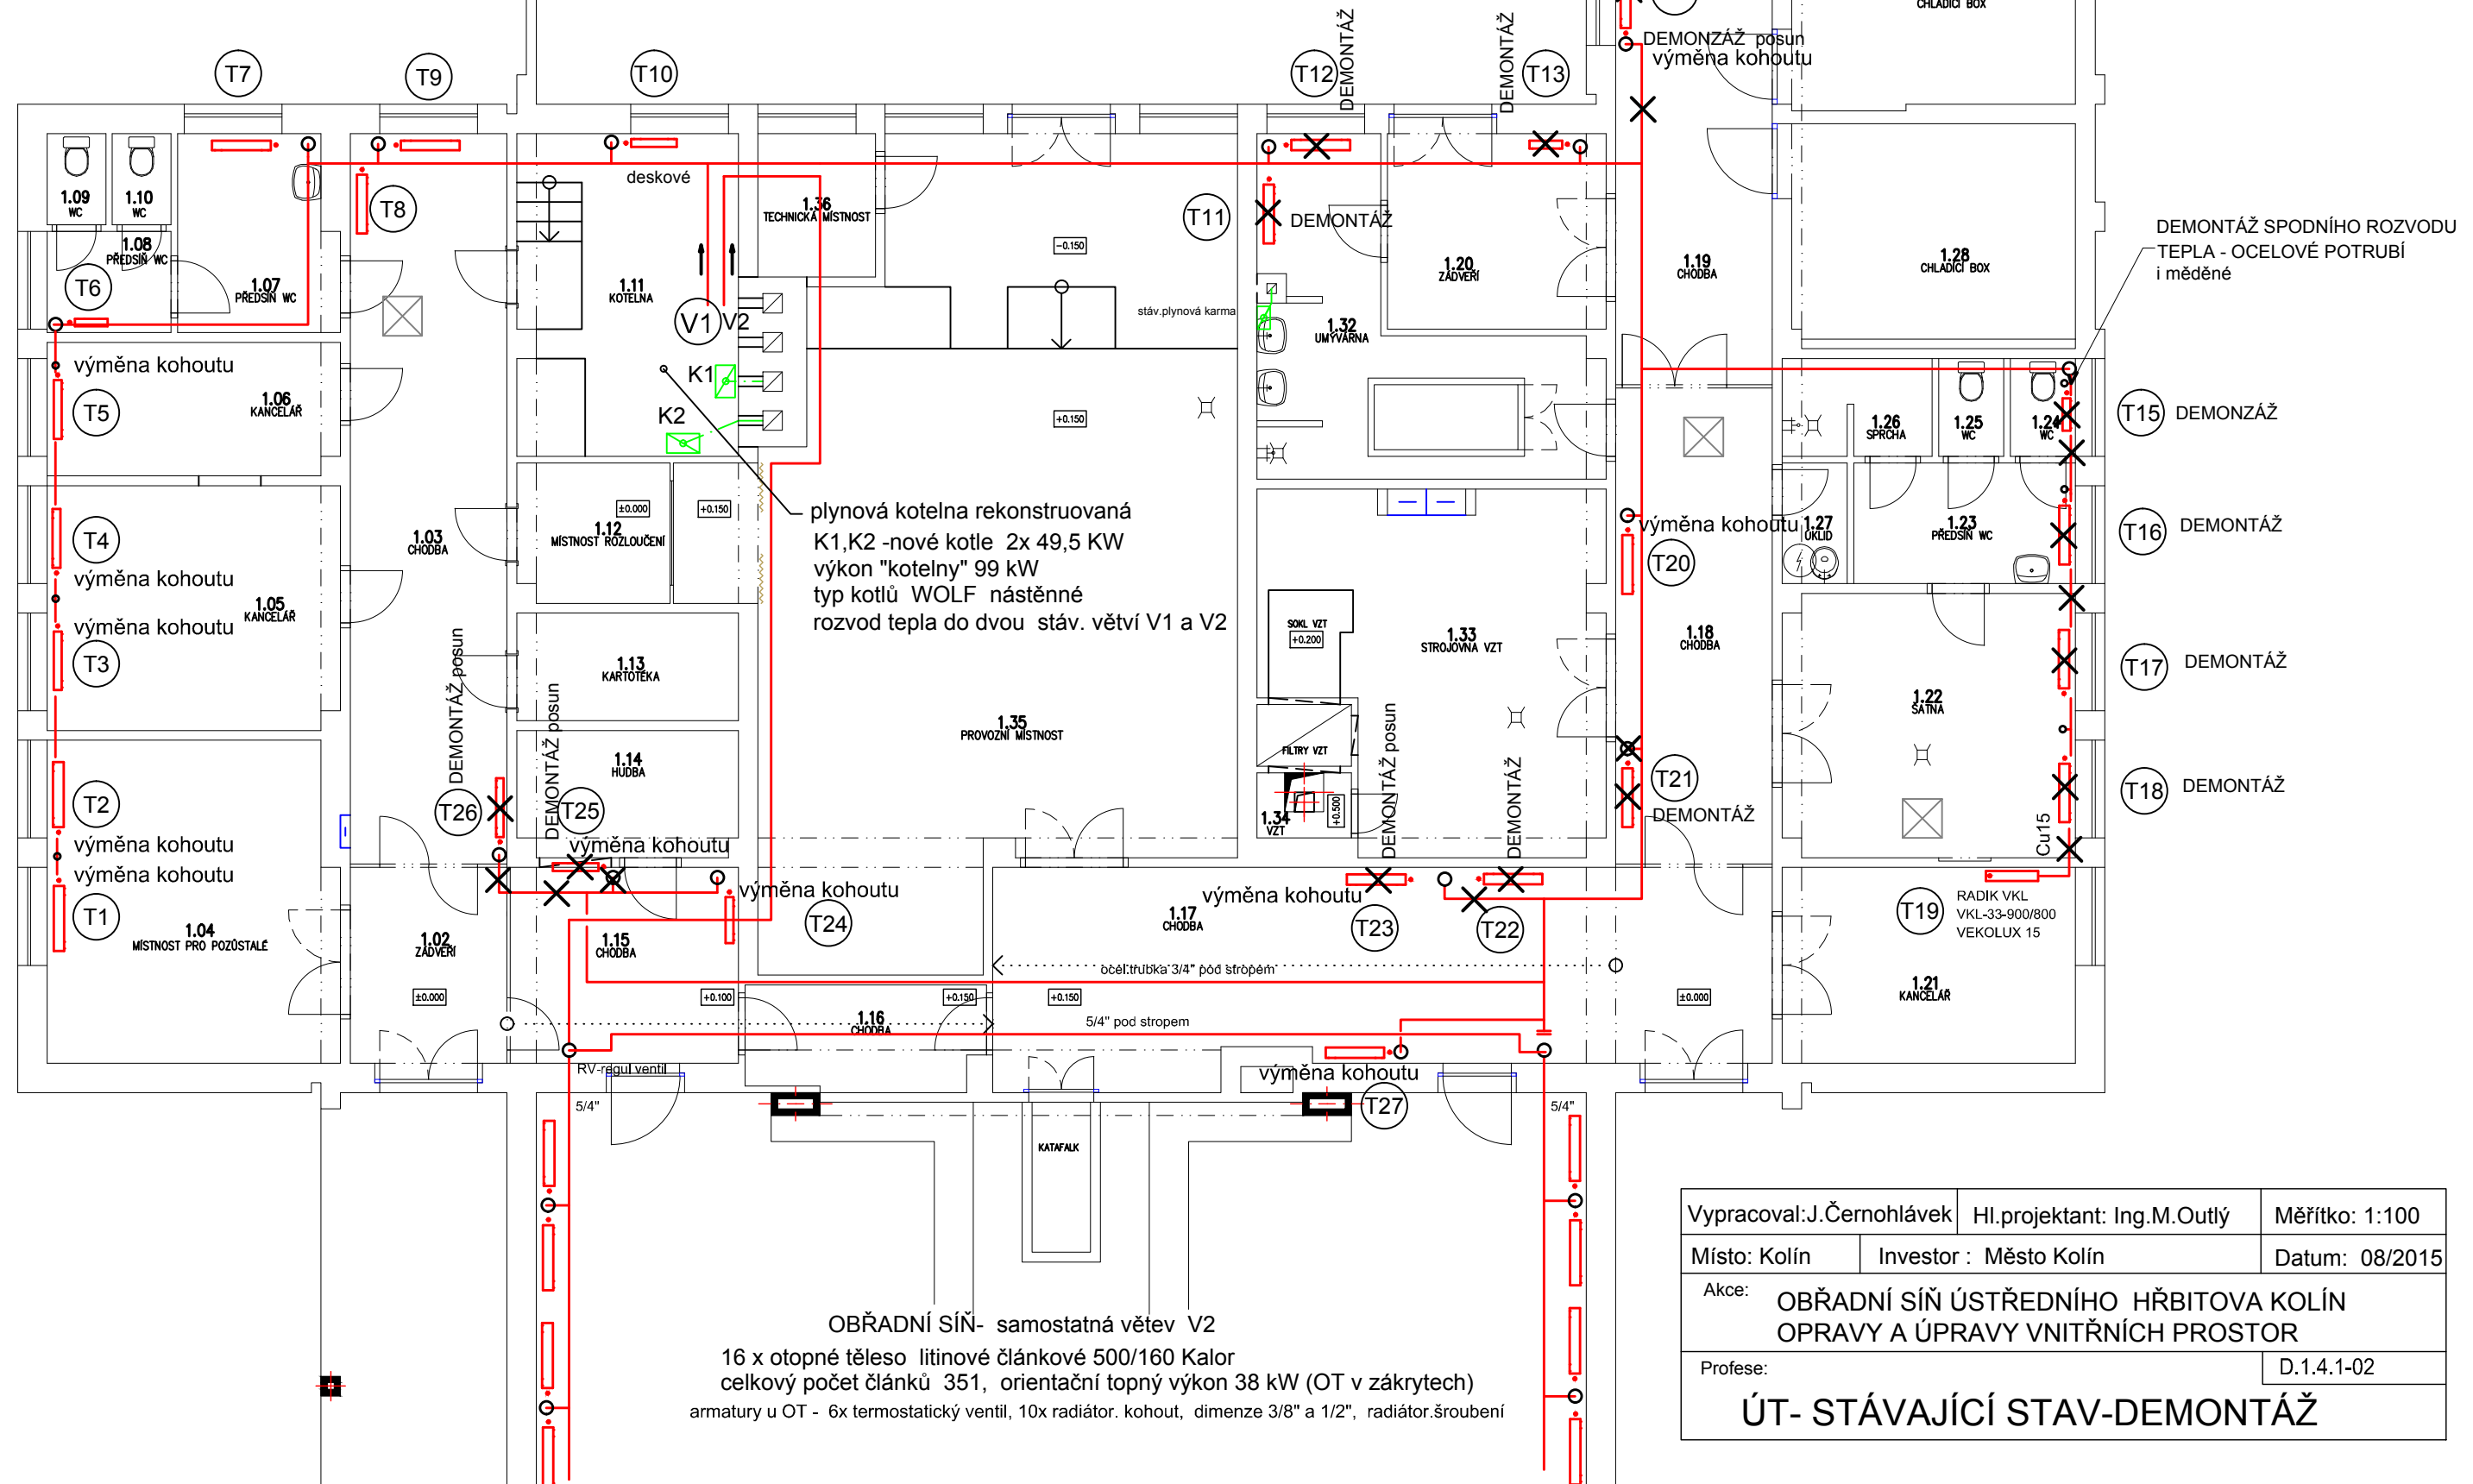 CHLADÍCÍ BOX
DEMONTÁŽ
DEMONTÁŽ
DEMONZÁŽ posun
výměna kohoutu
T7
T9
T10
T12
T13
deskové
1.09
WC
1.10
WC
T8
1.36
TECHNICKÁ MÍSTNOST
T11
DEMONTÁŽ
-0.150
1.08
PŘEDSÍŇ WC
T6
1.07
PŘEDSÍŇ WC
1.11
KOTELNA
1.20
ZÁDVEŘÍ
1.19
CHODBA
1.28
CHLADÍCÍ BOX
DEMONTÁŽ SPODNÍHO ROZVODU
TEPLA - OCELOVÉ POTRUBÍ
i měděné
V1
V2
stáv.plynová karma
1.32
UMÝVÁRNA
výměna kohoutu
K1
T5
1.06
KANCELÁŘ
K2
+0.150
1.26
SPRCHA
1.25
WC
1.24
WC
T15
DEMONZÁŽ
±0.000
+0.150
plynová kotelna rekonstruovaná
K1,K2 -nové kotle 2x 49,5 KW
výkon "kotelny" 99 kW
typ kotlů WOLF nástěnné
rozvod tepla do dvou stáv. větví V1 a V2
T4
1.03
CHODBA
1.12
MÍSTNOST ROZLOUČENÍ
výměna kohoutu
1.27
ÚKLID
1.23
PŘEDSÍŇ WC
T16
DEMONTÁŽ
T20
výměna kohoutu
1.05
KANCELÁŘ
výměna kohoutu
T3
SOKL VZT
+0.200
1.33
STROJOVNA VZT
1.18
CHODBA
T17
DEMONTÁŽ
DEMONTÁŽ posun
1.13
KARTOTÉKA
1.22
ŠATNA
DEMONTÁŽ posun
1.35
PROVOZNÍ MÍSTNOST
DEMONTÁŽ posun
DEMONTÁŽ
FILTRY VZT
1.14
HUDBA
T2
T26
T25
T21
DEMONTÁŽ
T18
DEMONTÁŽ
+0.500
1.34
VZT
Cu15
výměna kohoutu
výměna kohoutu
výměna kohoutu
T1
výměna kohoutu
výměna kohoutu
T24
1.17
CHODBA
T23
T22
T19
RADIK VKL
VKL-33-900/800
VEKOLUX 15
1.04
MÍSTNOST PRO POZŮSTALÉ
1.02
ZÁDVEŘÍ
1.15
CHODBA
ocel.trubka 3/4" pod stropem
1.21
KANCELÁŘ
±0.000
+0.100
+0.150
+0.150
±0.000
1.16
CHODBA
5/4" pod stropem
RV-regul ventil
výměna kohoutu
T27
5/4"
5/4"
KATAFALK
OBŘADNÍ SÍŇ- samostatná větev V2
16 x otopné těleso litinové článkové 500/160 Kalor
celkový počet článků 351, orientační topný výkon 38 kW (OT v zákrytech)
armatury u OT - 6x termostatický ventil, 10x radiátor. kohout, dimenze 3/8" a 1/2", radiátor.šroubení
Vypracoval:J.Černohlávek
Hl.projektant: Ing.M.Outlý
Měřítko: 1:100
Místo: Kolín
Investor : Město Kolín
Datum: 08/2015
Akce:
OBŘADNÍ SÍŇ ÚSTŘEDNÍHO HŘBITOVA KOLÍN
OPRAVY A ÚPRAVY VNITŘNÍCH PROSTOR
Profese:
D.1.4.1-02
ÚT- STÁVAJÍCÍ STAV-DEMONTÁŽ